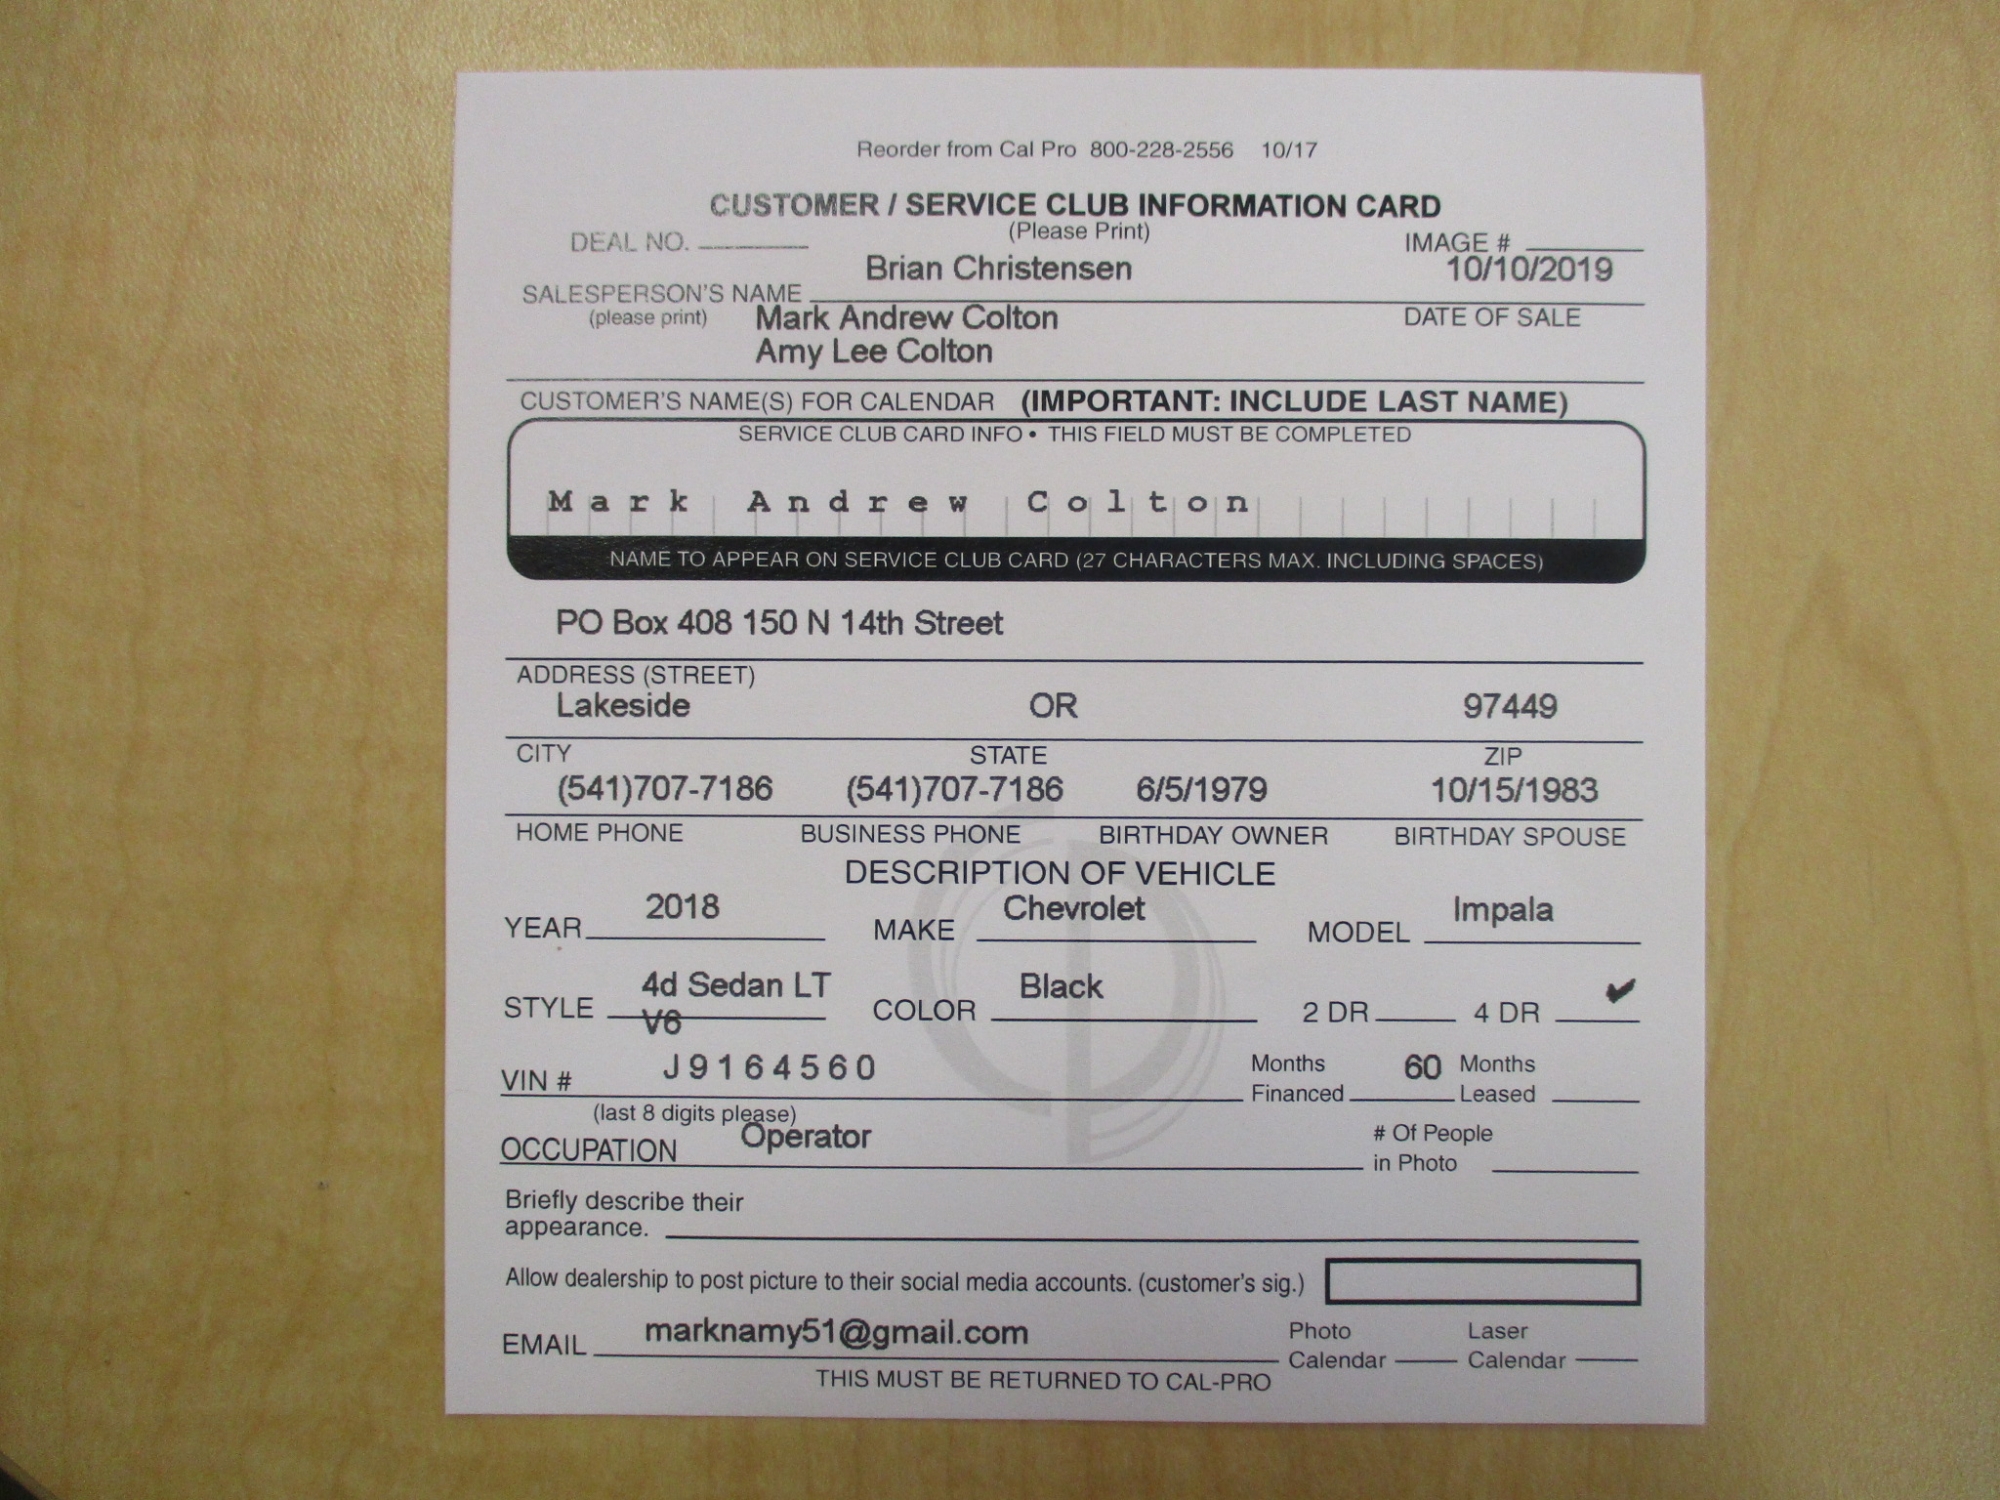 Reorder from Cal Pro 800-228-2556 10/17
CUSTOMER / SERVICE CLUB INFORMATION CARD
(Please Print)
DEAL NO.
IMAGE #
Brian Christensen 10/10/2019
SALESPERSON'S NAME
(please print)
DATE OF SALE
Mark Andrew Colton
Amy Lee Colton
CUSTOMER'S NAME(S) FOR CALENDAR (IMPORTANT: INCLUDE LAST NAME)
SERVICE CLUB CARD INFO • THIS FIELD MUST BE COMPLETED
Mark Andrew Colton
NAME TO APPEAR ON SERVICE CLUB CARD (27 CHARACTERS MAX. INCLUDING SPACES)
PO Box 408 150 N 14th Street
ADDRESS (STREET)
Lakeside OR 97449
CITY STATE ZIP
(541)707-7186 (541)707-7186 6/5/1979 10/15/1983
HOME PHONE BUSINESS PHONE BIRTHDAY OWNER BIRTHDAY SPOUSE
DESCRIPTION OF VEHICLE
YEAR 2018 MAKE Chevrolet MODEL Impala
STYLE 4d Sedan LT V6 COLOR Black 2 DR 4 DR ✔
VIN # J9164560 Months Financed 60 Months Leased
(last 8 digits please)
OCCUPATION Operator # Of People in Photo
Briefly describe their
appearance.
Allow dealership to post picture to their social media accounts. (customer's sig.)
EMAIL marknamy51@gmail.com Photo Calendar Laser Calendar
THIS MUST BE RETURNED TO CAL-PRO